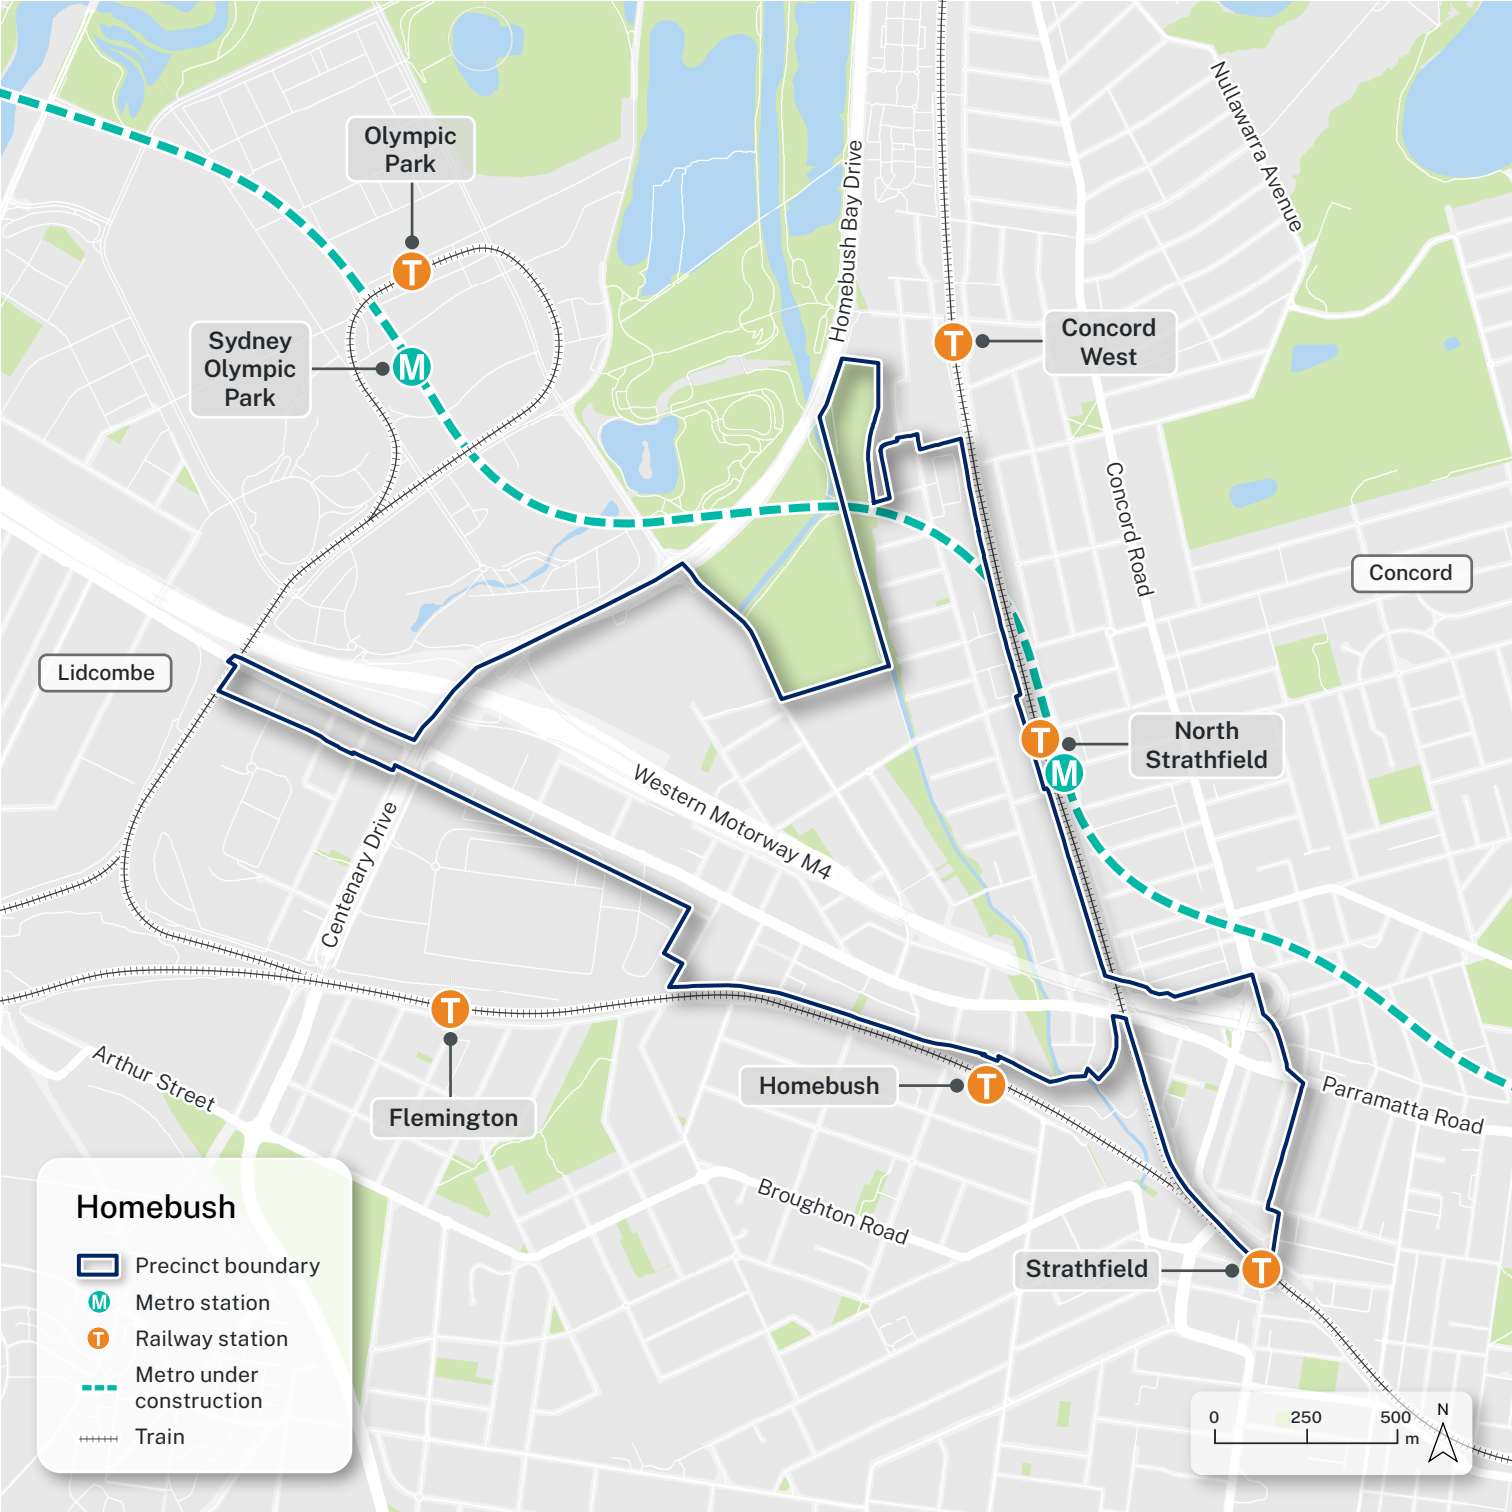 Olympic
Park
T
Sydney
Olympic
Park
M
Homebush Bay Drive
Nullawarra Avenue
T
Concord
West
Concord Road
Concord
Lidcombe
T
M
North
Strathfield
Western Motorway M4
Centenary Drive
T
Flemington
Arthur Street
Homebush
T
Parramatta Road
Broughton Road
Strathfield
T
Homebush
Precinct boundary
M
Metro station
T
Railway station
Metro under
construction
Train
0 250 500
m
N